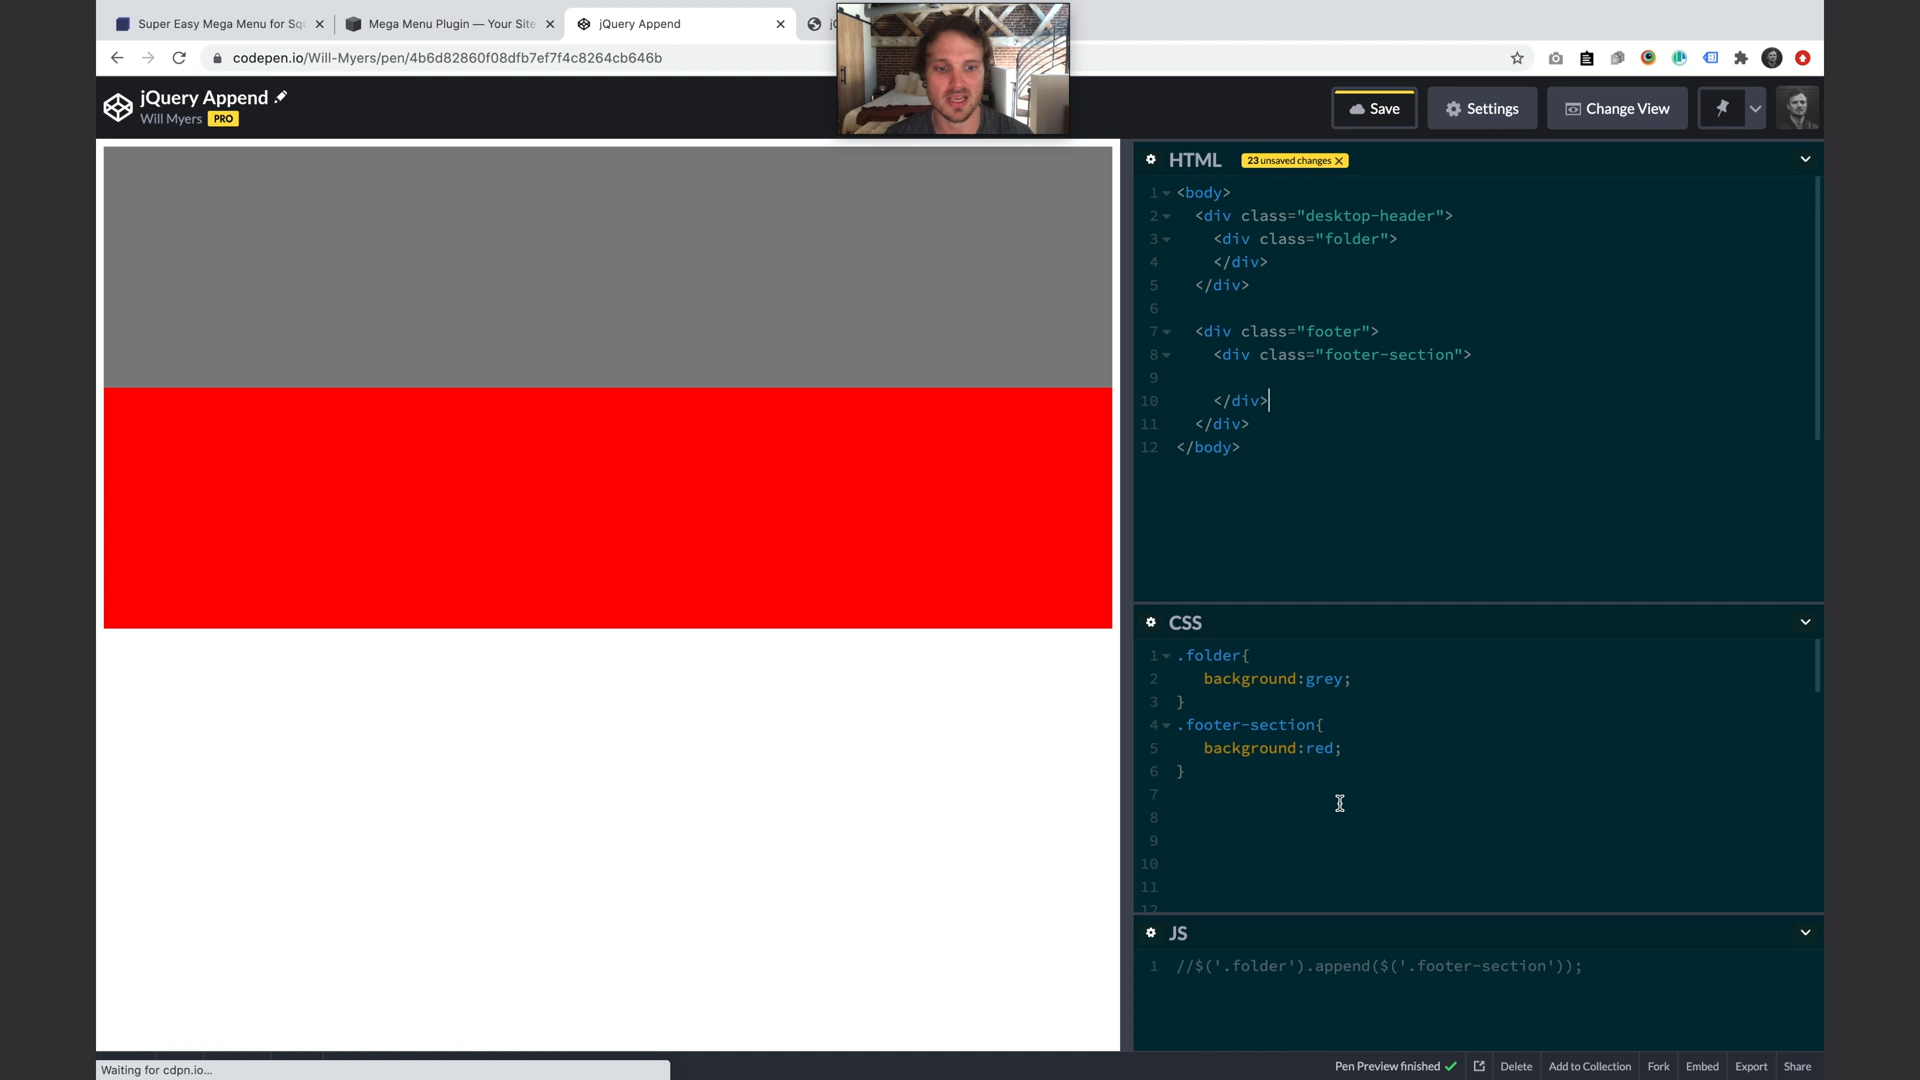 Super Easy Mega Menu for Squ
Mega Menu Plugin — Your Site
jQuery Append
codepen.io/Will-Myers/pen/4b6d82860f08dfb7ef7f4c8264cb646b
jQuery Append
Will Myers PRO
Save
Settings
Change View
HTML 23 unsaved changes
1 <body>
2 <div class="desktop-header">
3 <div class="folder">
4 </div>
5 </div>
6
7 <div class="footer">
8 <div class="footer-section">
9
10 </div>
11 </div>
12 </body>
CSS
1 .folder{
2 background:grey;
3 }
4 .footer-section{
5 background:red;
6 }
7
8
9
10
11
12
JS
1 //$('.folder').append($('.footer-section'));
Waiting for cdpn.io...
Pen Preview finished
Delete
Add to Collection
Fork
Embed
Export
Share